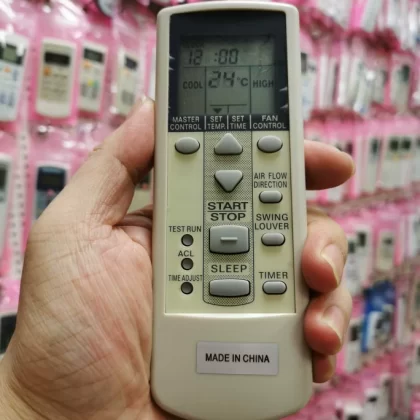 12:00
COOL 24°C HIGH
MASTER CONTROL
SET TEMP.
SET TIME
FAN CONTROL
AIR FLOW DIRECTION
START
STOP
SWING LOUVER
TEST RUN
ACL
TIME ADJUST
SLEEP
TIMER
MADE IN CHINA